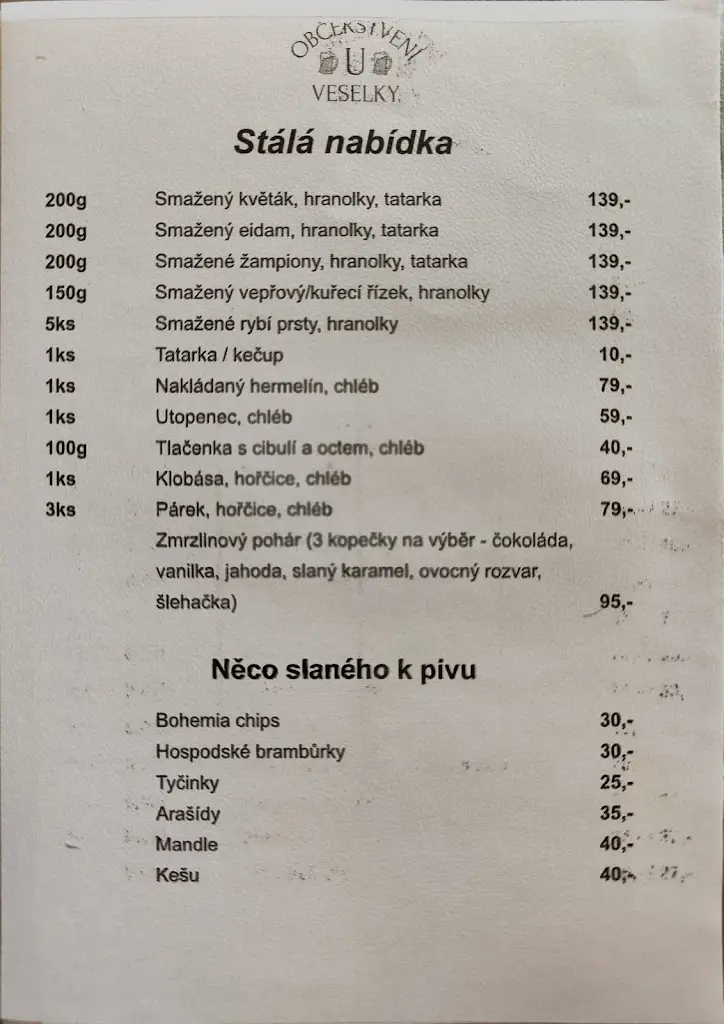 OBČERSTVENÍ
U
VESELKY
Stálá nabídka
200g Smažený květák, hranolky, tatarka 139,-
200g Smažený eidam, hranolky, tatarka 139,-
200g Smažené žampiony, hranolky, tatarka 139,-
150g Smažený vepřový/kuřecí řízek, hranolky 139,-
5ks Smažené rybí prsty, hranolky 139,-
1ks Tatarka / kečup 10,-
1ks Nakládaný hermelín, chléb 79,-
1ks Utopenec, chléb 59,-
100g Tlačenka s cibulí a octem, chléb 40,-
1ks Klobása, hořčice, chléb 69,-
3ks Párek, hořčice, chléb 79,-
Zmrzlinový pohár (3 kopečky na výběr - čokoláda,
vanilka, jahoda, slaný karamel, ovocný rozvar,
šlehačka) 95,-
Něco slaného k pivu
Bohemia chips 30,-
Hospodské brambůrky 30,-
Tyčinky 25,-
Arašídy 35,-
Mandle 40,-
Kešu 40,-